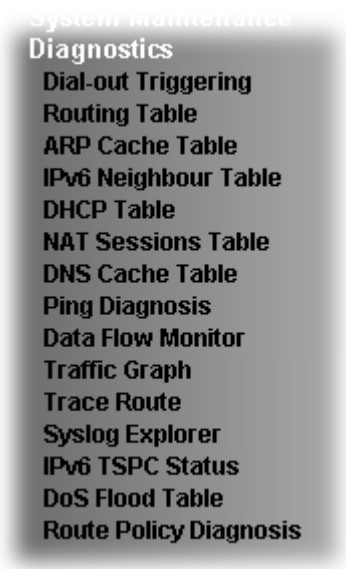 System Maintenance
Diagnostics
Dial-out Triggering
Routing Table
ARP Cache Table
IPv6 Neighbour Table
DHCP Table
NAT Sessions Table
DNS Cache Table
Ping Diagnosis
Data Flow Monitor
Traffic Graph
Trace Route
Syslog Explorer
IPv6 TSPC Status
DoS Flood Table
Route Policy Diagnosis